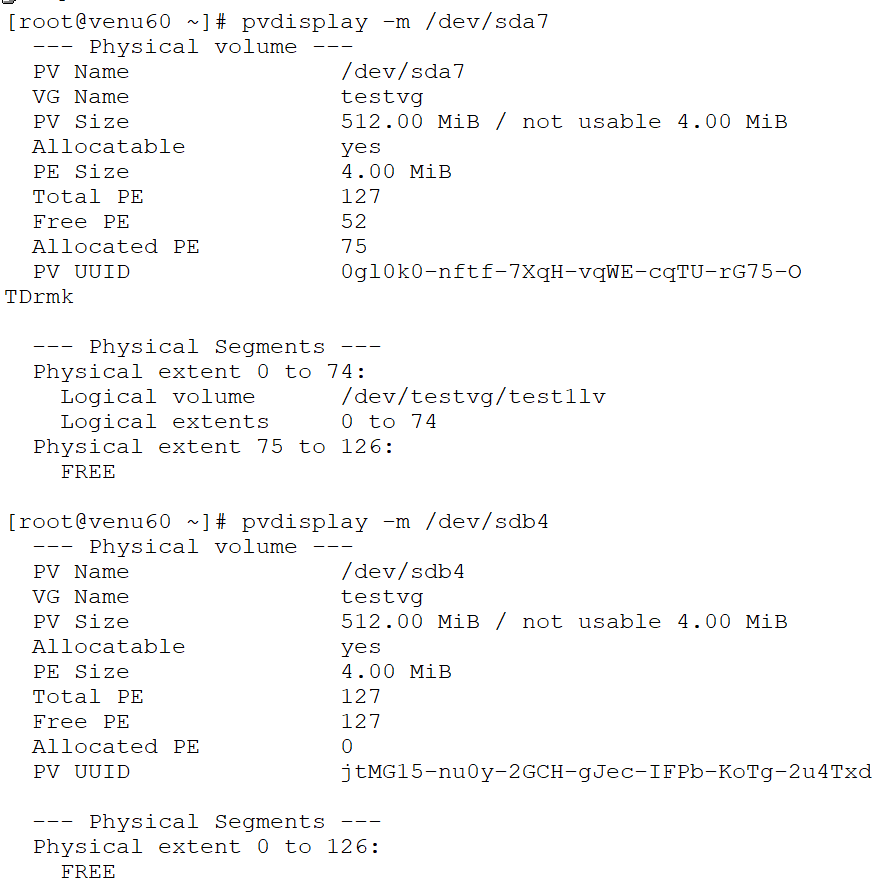 [root@venu60 ~]# pvdisplay -m /dev/sda7
  --- Physical volume ---
  PV Name               /dev/sda7
  VG Name               testvg
  PV Size               512.00 MiB / not usable 4.00 MiB
  Allocatable           yes
  PE Size               4.00 MiB
  Total PE              127
  Free PE               52
  Allocated PE          75
  PV UUID               0gl0k0-nftf-7XqH-vqWE-cqTU-rG75-O
TDrmk

  --- Physical Segments ---
  Physical extent 0 to 74:
    Logical volume      /dev/testvg/test1lv
    Logical extents     0 to 74
  Physical extent 75 to 126:
    FREE

[root@venu60 ~]# pvdisplay -m /dev/sdb4
  --- Physical volume ---
  PV Name               /dev/sdb4
  VG Name               testvg
  PV Size               512.00 MiB / not usable 4.00 MiB
  Allocatable           yes
  PE Size               4.00 MiB
  Total PE              127
  Free PE               127
  Allocated PE          0
  PV UUID               jtMG15-nu0y-2GCH-gJec-IFPb-KoTg-2u4Txd

  --- Physical Segments ---
  Physical extent 0 to 126:
    FREE